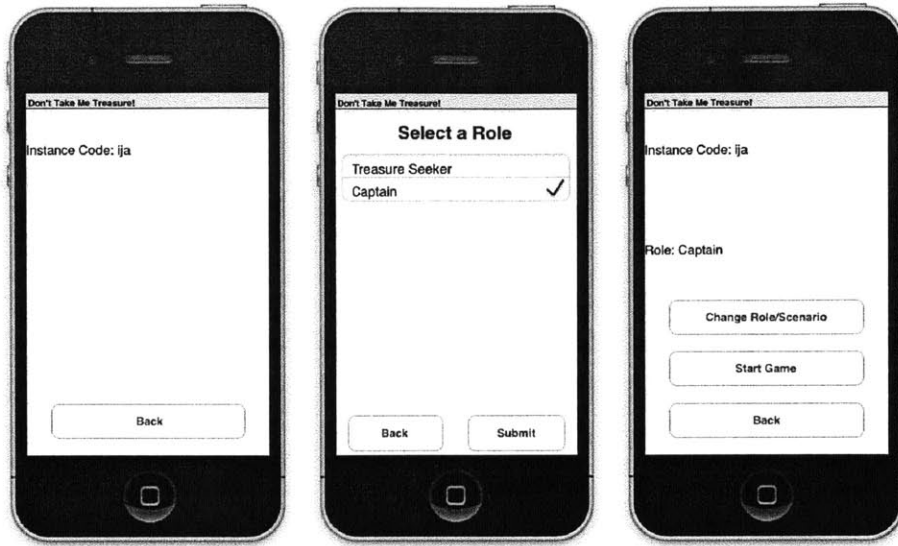 Don't Take Me Treasure!
Instance Code: ija
Back
Don't Take Me Treasure!
Select a Role
Treasure Seeker
Captain
Back Submit
Don't Take Me Treasure!
Instance Code: ija
Role: Captain
Change Role/Scenario
Start Game
Back